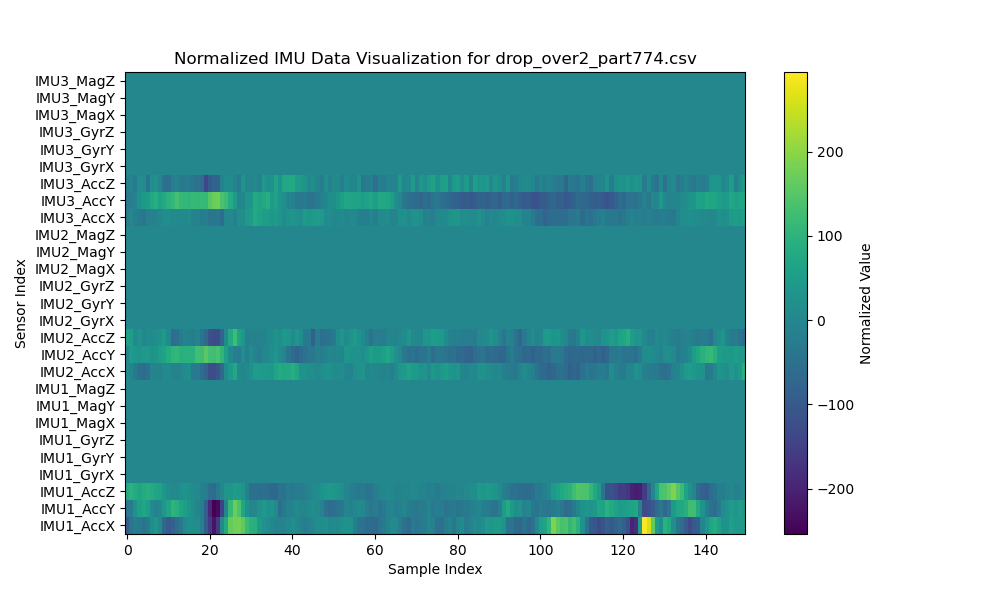 Normalized IMU Data Visualization for drop_over2_part774.csv
IMU3_MagZ
IMU3_MagY
IMU3_MagX
IMU3_GyrZ
IMU3_GyrY
IMU3_GyrX
IMU3_AccZ
IMU3_AccY
IMU3_AccX
IMU2_MagZ
IMU2_MagY
IMU2_MagX
IMU2_GyrZ
IMU2_GyrY
IMU2_GyrX
IMU2_AccZ
IMU2_AccY
IMU2_AccX
IMU1_MagZ
IMU1_MagY
IMU1_MagX
IMU1_GyrZ
IMU1_GyrY
IMU1_GyrX
IMU1_AccZ
IMU1_AccY
IMU1_AccX
Sensor Index
0 20 40 60 80 100 120 140
Sample Index
200
100
0
−100
−200
Normalized Value